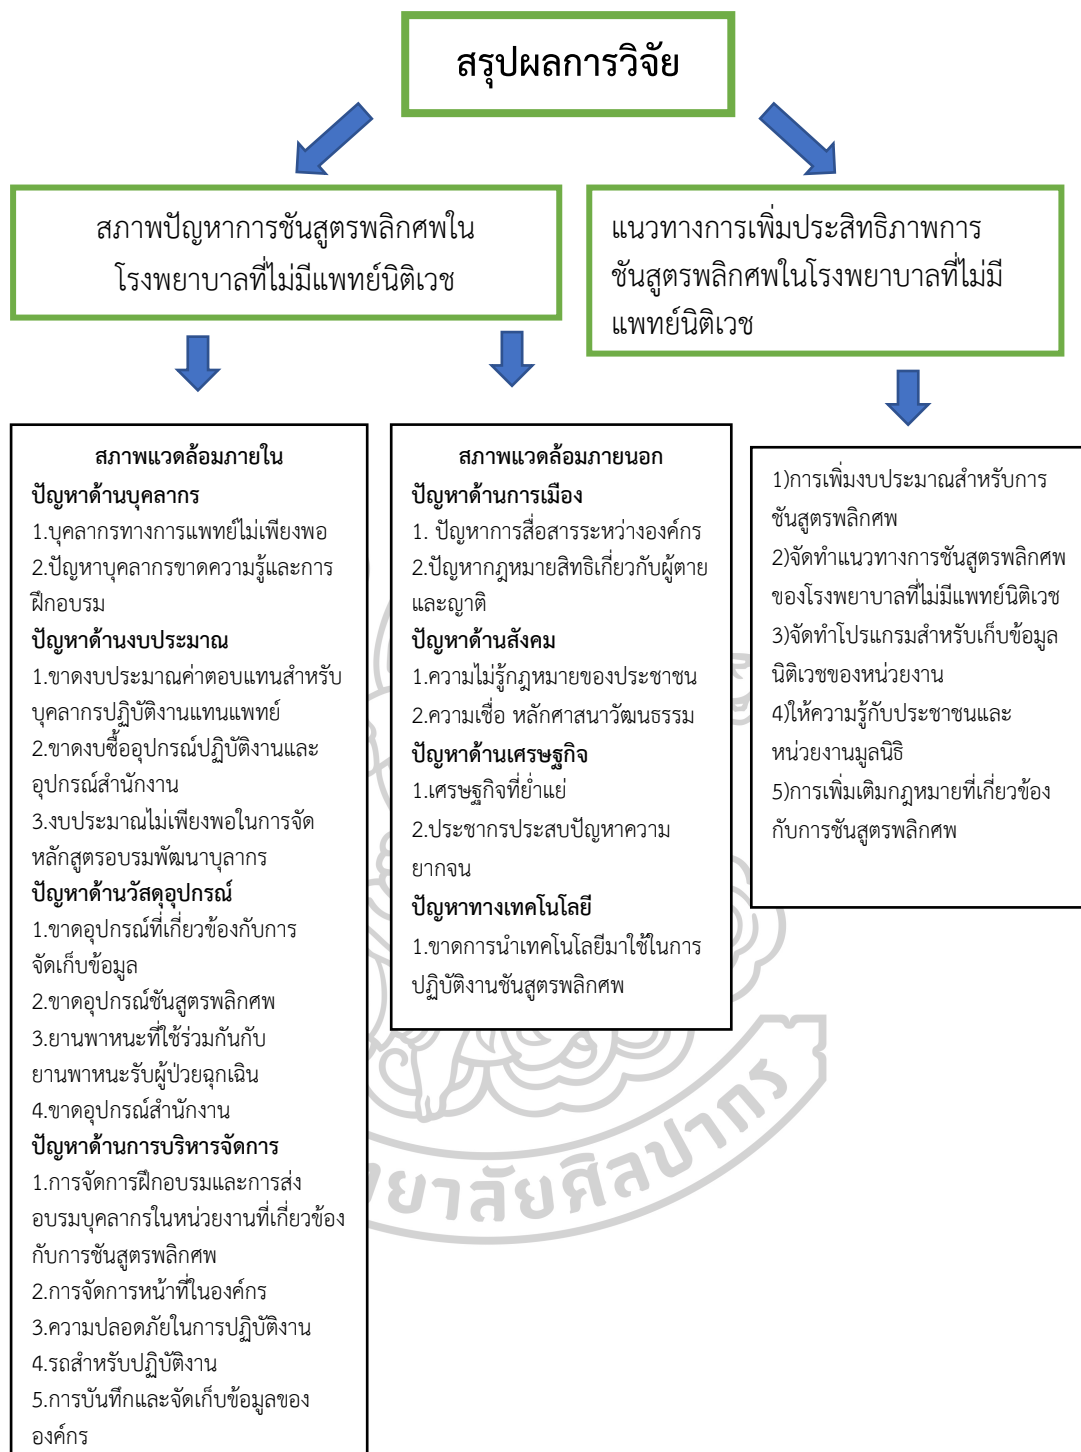 สรุปผลการวิจัย
สภาพปัญหาการชันสูตรพลิกศพใน
โรงพยาบาลที่ไม่มีแพทย์นิติเวช
แนวทางการเพิ่มประสิทธิภาพการ
ชันสูตรพลิกศพในโรงพยาบาลที่ไม่มี
แพทย์นิติเวช
สภาพแวดล้อมภายใน
ปัญหาด้านบุคลากร
1.บุคลากรทางการแพทย์ไม่เพียงพอ
2.ปัญหาบุคลากรขาดความรู้และการ
ฝึกอบรม
ปัญหาด้านงบประมาณ
1.ขาดงบประมาณค่าตอบแทนสำหรับ
บุคลากรปฏิบัติงานแทนแพทย์
2.ขาดงบซื้ออุปกรณ์ปฏิบัติงานและ
อุปกรณ์สำนักงาน
3.งบประมาณไม่เพียงพอในการจัด
หลักสูตรอบรมพัฒนาบุลากร
ปัญหาด้านวัสดุอุปกรณ์
1.ขาดอุปกรณ์ที่เกี่ยวข้องกับการ
จัดเก็บข้อมูล
2.ขาดอุปกรณ์ชันสูตรพลิกศพ
3.ยานพาหนะที่ใช้ร่วมกันกับ
ยานพาหนะรับผู้ป่วยฉุกเฉิน
4.ขาดอุปกรณ์สำนักงาน
ปัญหาด้านการบริหารจัดการ
1.การจัดการฝึกอบรมและการส่ง
อบรมบุคลากรในหน่วยงานที่เกี่ยวข้อง
กับการชันสูตรพลิกศพ
2.การจัดการหน้าที่ในองค์กร
3.ความปลอดภัยในการปฏิบัติงาน
4.รถสำหรับปฏิบัติงาน
5.การบันทึกและจัดเก็บข้อมูลของ
องค์กร
สภาพแวดล้อมภายนอก
ปัญหาด้านการเมือง
1. ปัญหาการสื่อสารระหว่างองค์กร
2.ปัญหากฎหมายสิทธิเกี่ยวกับผู้ตาย
และญาติ
ปัญหาด้านสังคม
1.ความไม่รู้กฎหมายของประชาชน
2.ความเชื่อ หลักศาสนาวัฒนธรรม
ปัญหาด้านเศรษฐกิจ
1.เศรษฐกิจที่ย่ำแย่
2.ประชากรประสบปัญหาความ
ยากจน
ปัญหาทางเทคโนโลยี
1.ขาดการนำเทคโนโลยีมาใช้ในการ
ปฏิบัติงานชันสูตรพลิกศพ
1)การเพิ่มงบประมาณสำหรับการ
ชันสูตรพลิกศพ
2)จัดทำแนวทางการชันสูตรพลิกศพ
ของโรงพยาบาลที่ไม่มีแพทย์นิติเวช
3)จัดทำโปรแกรมสำหรับเก็บข้อมูล
นิติเวชของหน่วยงาน
4)ให้ความรู้กับประชาชนและ
หน่วยงานมูลนิธิ
5)การเพิ่มเติมกฎหมายที่เกี่ยวข้อง
กับการชันสูตรพลิกศพ
ยาลัยศิลปากร